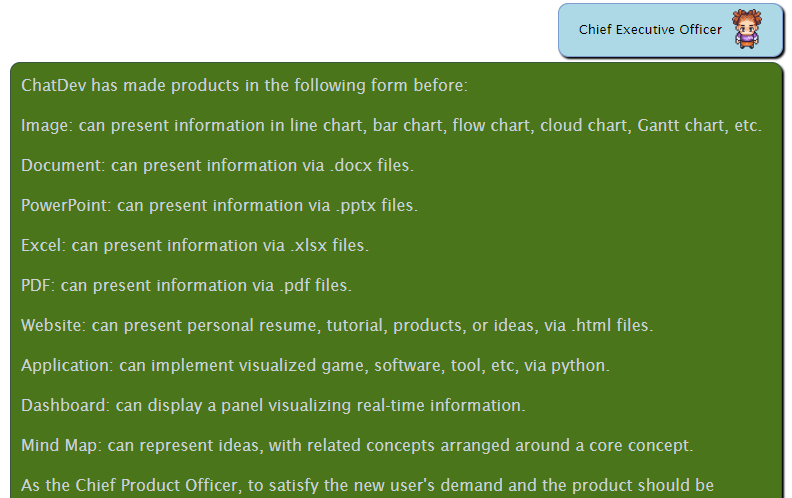 Chief Executive Officer
ChatDev has made products in the following form before:
Image: can present information in line chart, bar chart, flow chart, cloud chart, Gantt chart, etc.
Document: can present information via .docx files.
PowerPoint: can present information via .pptx files.
Excel: can present information via .xlsx files.
PDF: can present information via .pdf files.
Website: can present personal resume, tutorial, products, or ideas, via .html files.
Application: can implement visualized game, software, tool, etc, via python.
Dashboard: can display a panel visualizing real-time information.
Mind Map: can represent ideas, with related concepts arranged around a core concept.
As the Chief Product Officer, to satisfy the new user's demand and the product should be